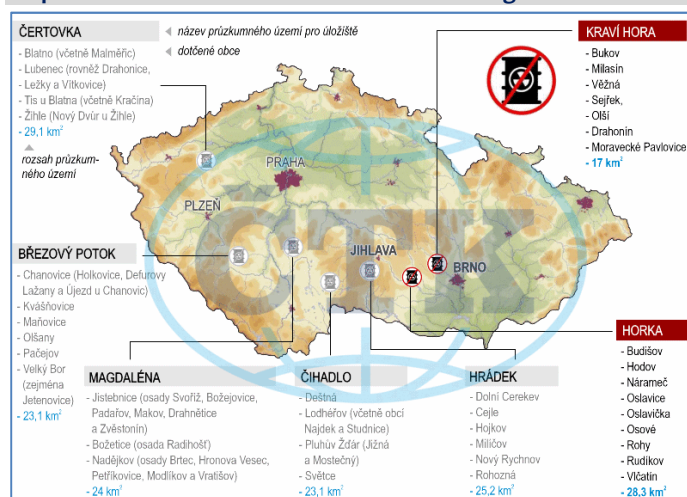 ČERTOVKA
název průzkumného území pro úložiště
dotčené obce
- Blatno (včetně Malměřic)
- Lubenec (rovněž Drahonice,
Ležky a Vítkovice)
- Tis u Blatna (včetně Kračína)
- Žihle (Nový Dvůr u Žihle)
- 29,1 km²
rozsah průzkum-
ného území
KRAVÍ HORA
- Bukov
- Milasín
- Věžná
- Sejřek,
- Olší
- Drahonín
- Moravecké Pavlovice
- 17 km²
PRAHA
PLZEŇ
JIHLAVA
BRNO
ČTK
BŘEZOVÝ POTOK
- Chanovice (Holkovice, Defurovy
Lažany a Újezd u Chanovic)
- Kvášňovice
- Maňovice
- Olšany
- Pačejov
- Velký Bor
(zejména
Jetenovice)
- 23,1 km²
MAGDALÉNA
- Jistebnice (osady Svoříž, Božejovice,
Padařov, Makov, Drahnětice
a Zvěstonín)
- Božetice (osada Radihošť)
- Nadějkov (osady Brtec, Hronova Vesec,
Petříkovice, Modlíkov a Vratišov)
- 24 km²
ČIHADLO
- Deštná
- Lodhéřov (včetně obcí
Najdek a Studnice)
- Pluhův Žďár (Jižná
a Mostečný)
- Světce
- 23,1 km²
HRÁDEK
- Dolní Cerekev
- Cejle
- Hojkov
- Milíčov
- Nový Rychnov
- Rohozná
- 25,2 km²
HORKA
- Budišov
- Hodov
- Nárameč
- Oslavice
- Oslavička
- Osové
- Rohy
- Rudíkov
- Vlčatín
- 28,3 km²